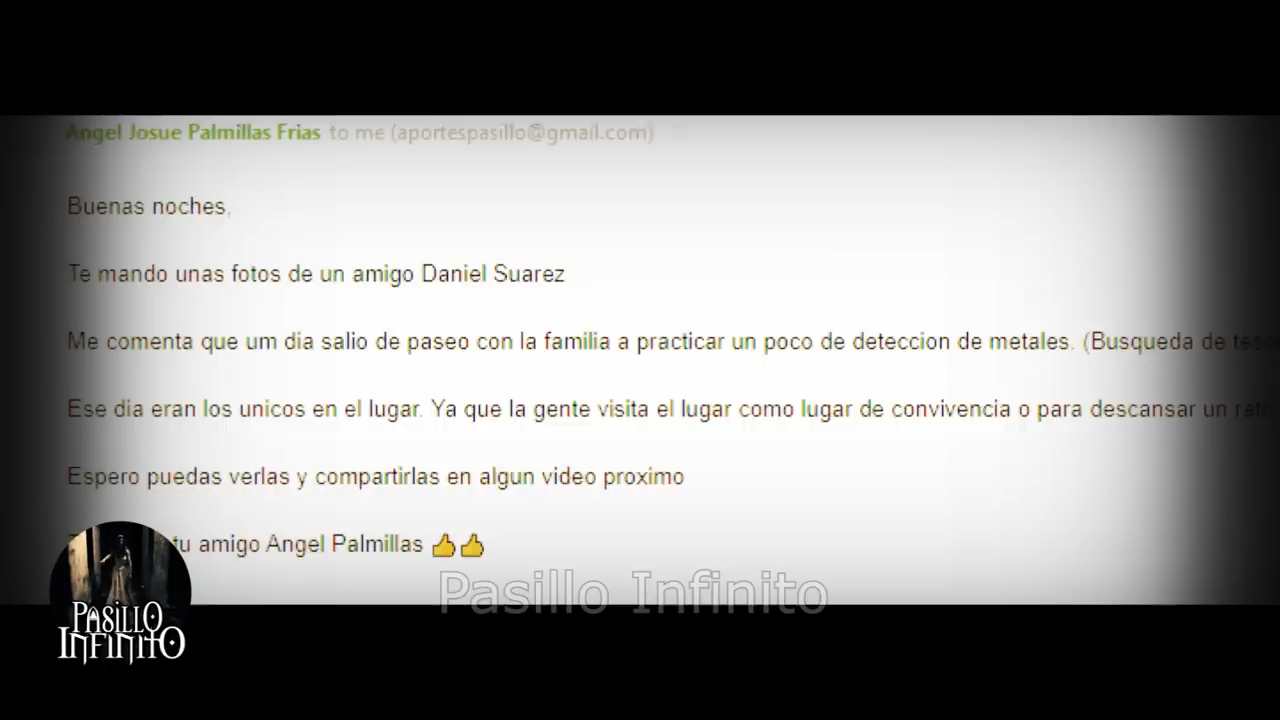 Angel Josue Palmillas Frias to me (aportespasillo@gmail.com)
Buenas noches,
Te mando unas fotos de un amigo Daniel Suarez
Me comenta que um dia salio de paseo con la familia a practicar un poco de deteccion de metales. (Busqueda de
Ese dia eran los unicos en el lugar. Ya que la gente visita el lugar como lugar de convivencia o para descansar un rato
Espero puedas verlas y compartirlas en algun video proximo
tu amigo Angel Palmillas 👍👍
Pasillo Infinito
PASILLO
INFINITO